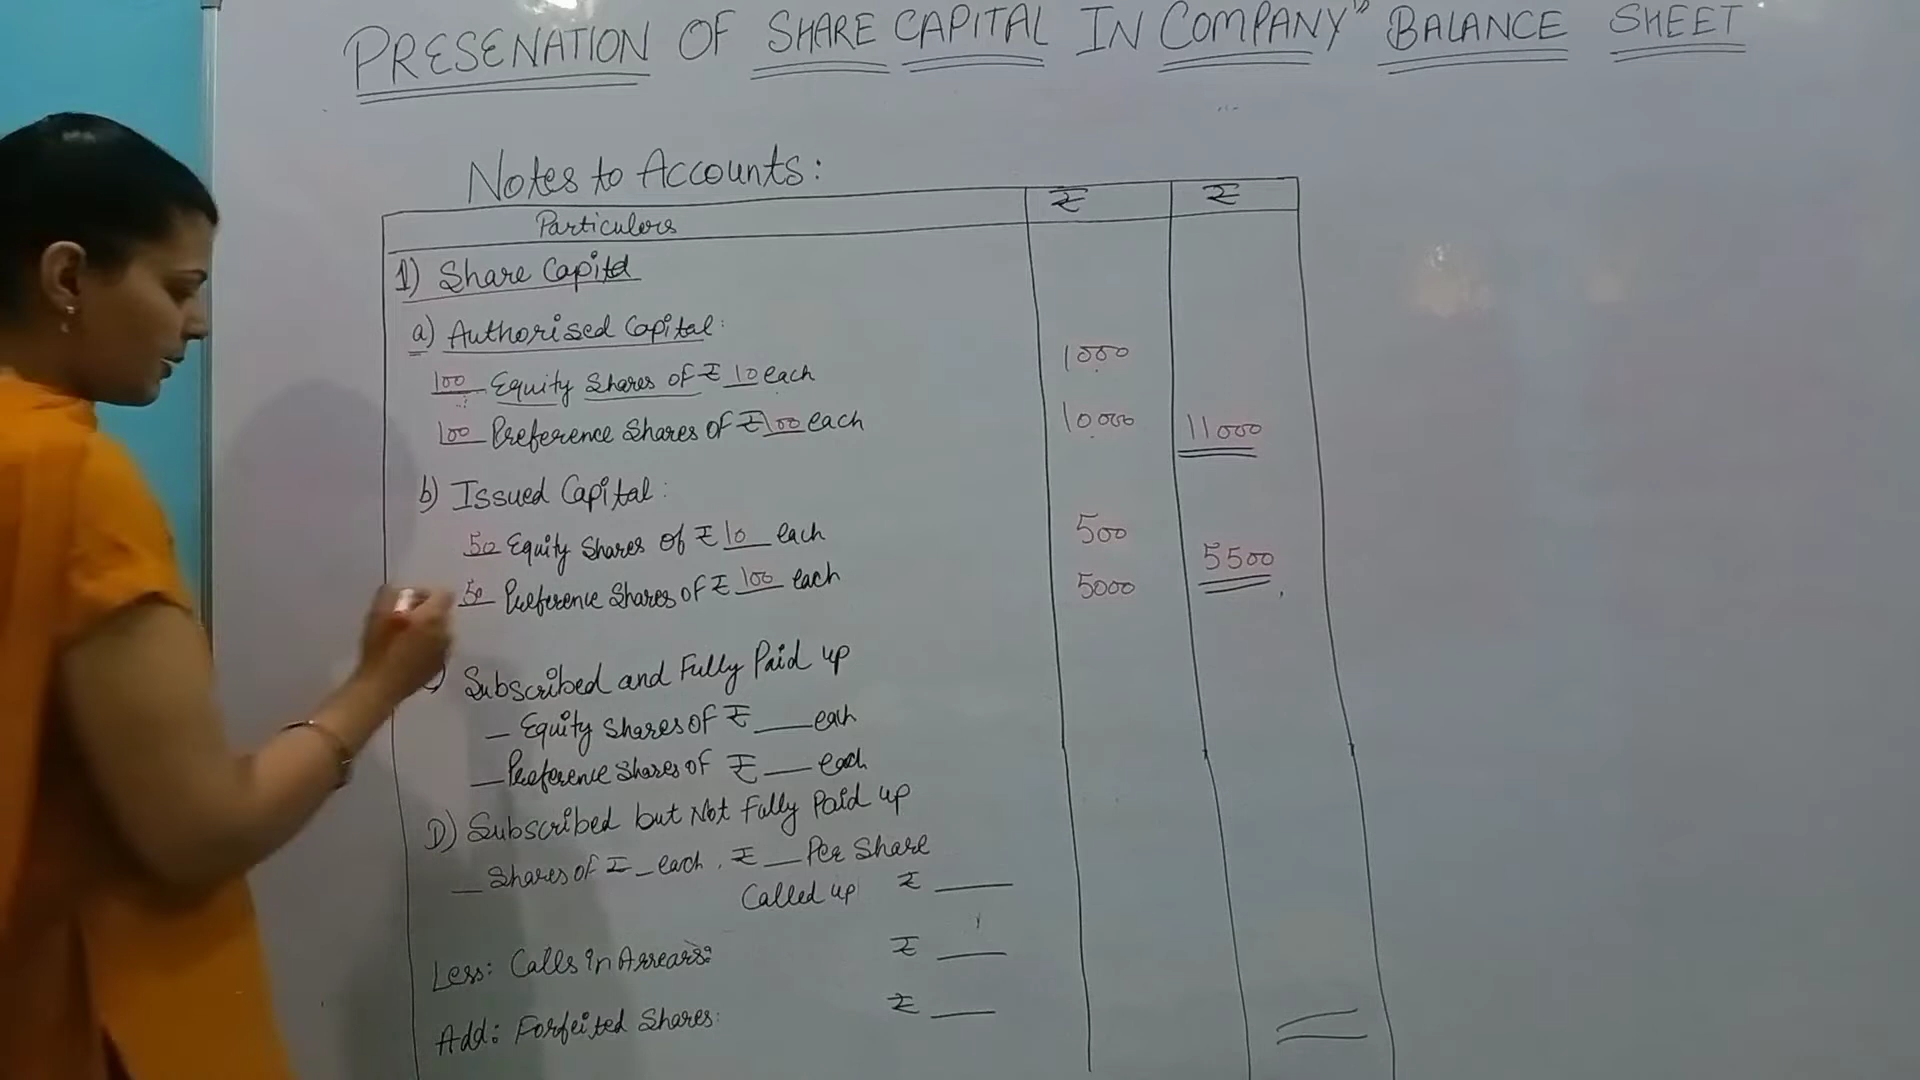 PRESENATION OF SHARE CAPITAL IN COMPANY" BALANCE SHEET
Notes to Accounts:
Particulers ₹ ₹
1) Share Capital
a) Authorised Capital:
100 Equity Shares of ₹ 10 each 1000
100 Preference Shares of ₹ 100 each 10,000 11000
b) Issued Capital:
50 Equity Shares of ₹ 10 each 500
50 Preference Shares of ₹ 100 each 5000 5500
) Subscribed and Fully Paid up
_ Equity Shares of ₹ ___ each
_ Preference Shares of ₹ ___ each
D) Subscribed but Not Fully Paid up
_ Shares of ₹ _ each, ₹ __ Per Share
Called up ₹ ____
Less: Calls in Arrears: ₹ ____
Add: Forfeited Shares: ₹ ____